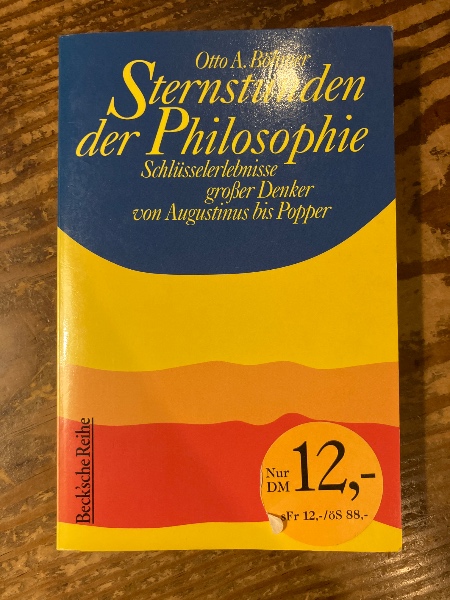 Otto A. Böhmer
Sternstunden
der Philosophie
Schlüsselerlebnisse
großer Denker
von Augustinus bis Popper
Beck'sche Reihe
Nur
DM
12,-
sFr 12,-/öS 88,-